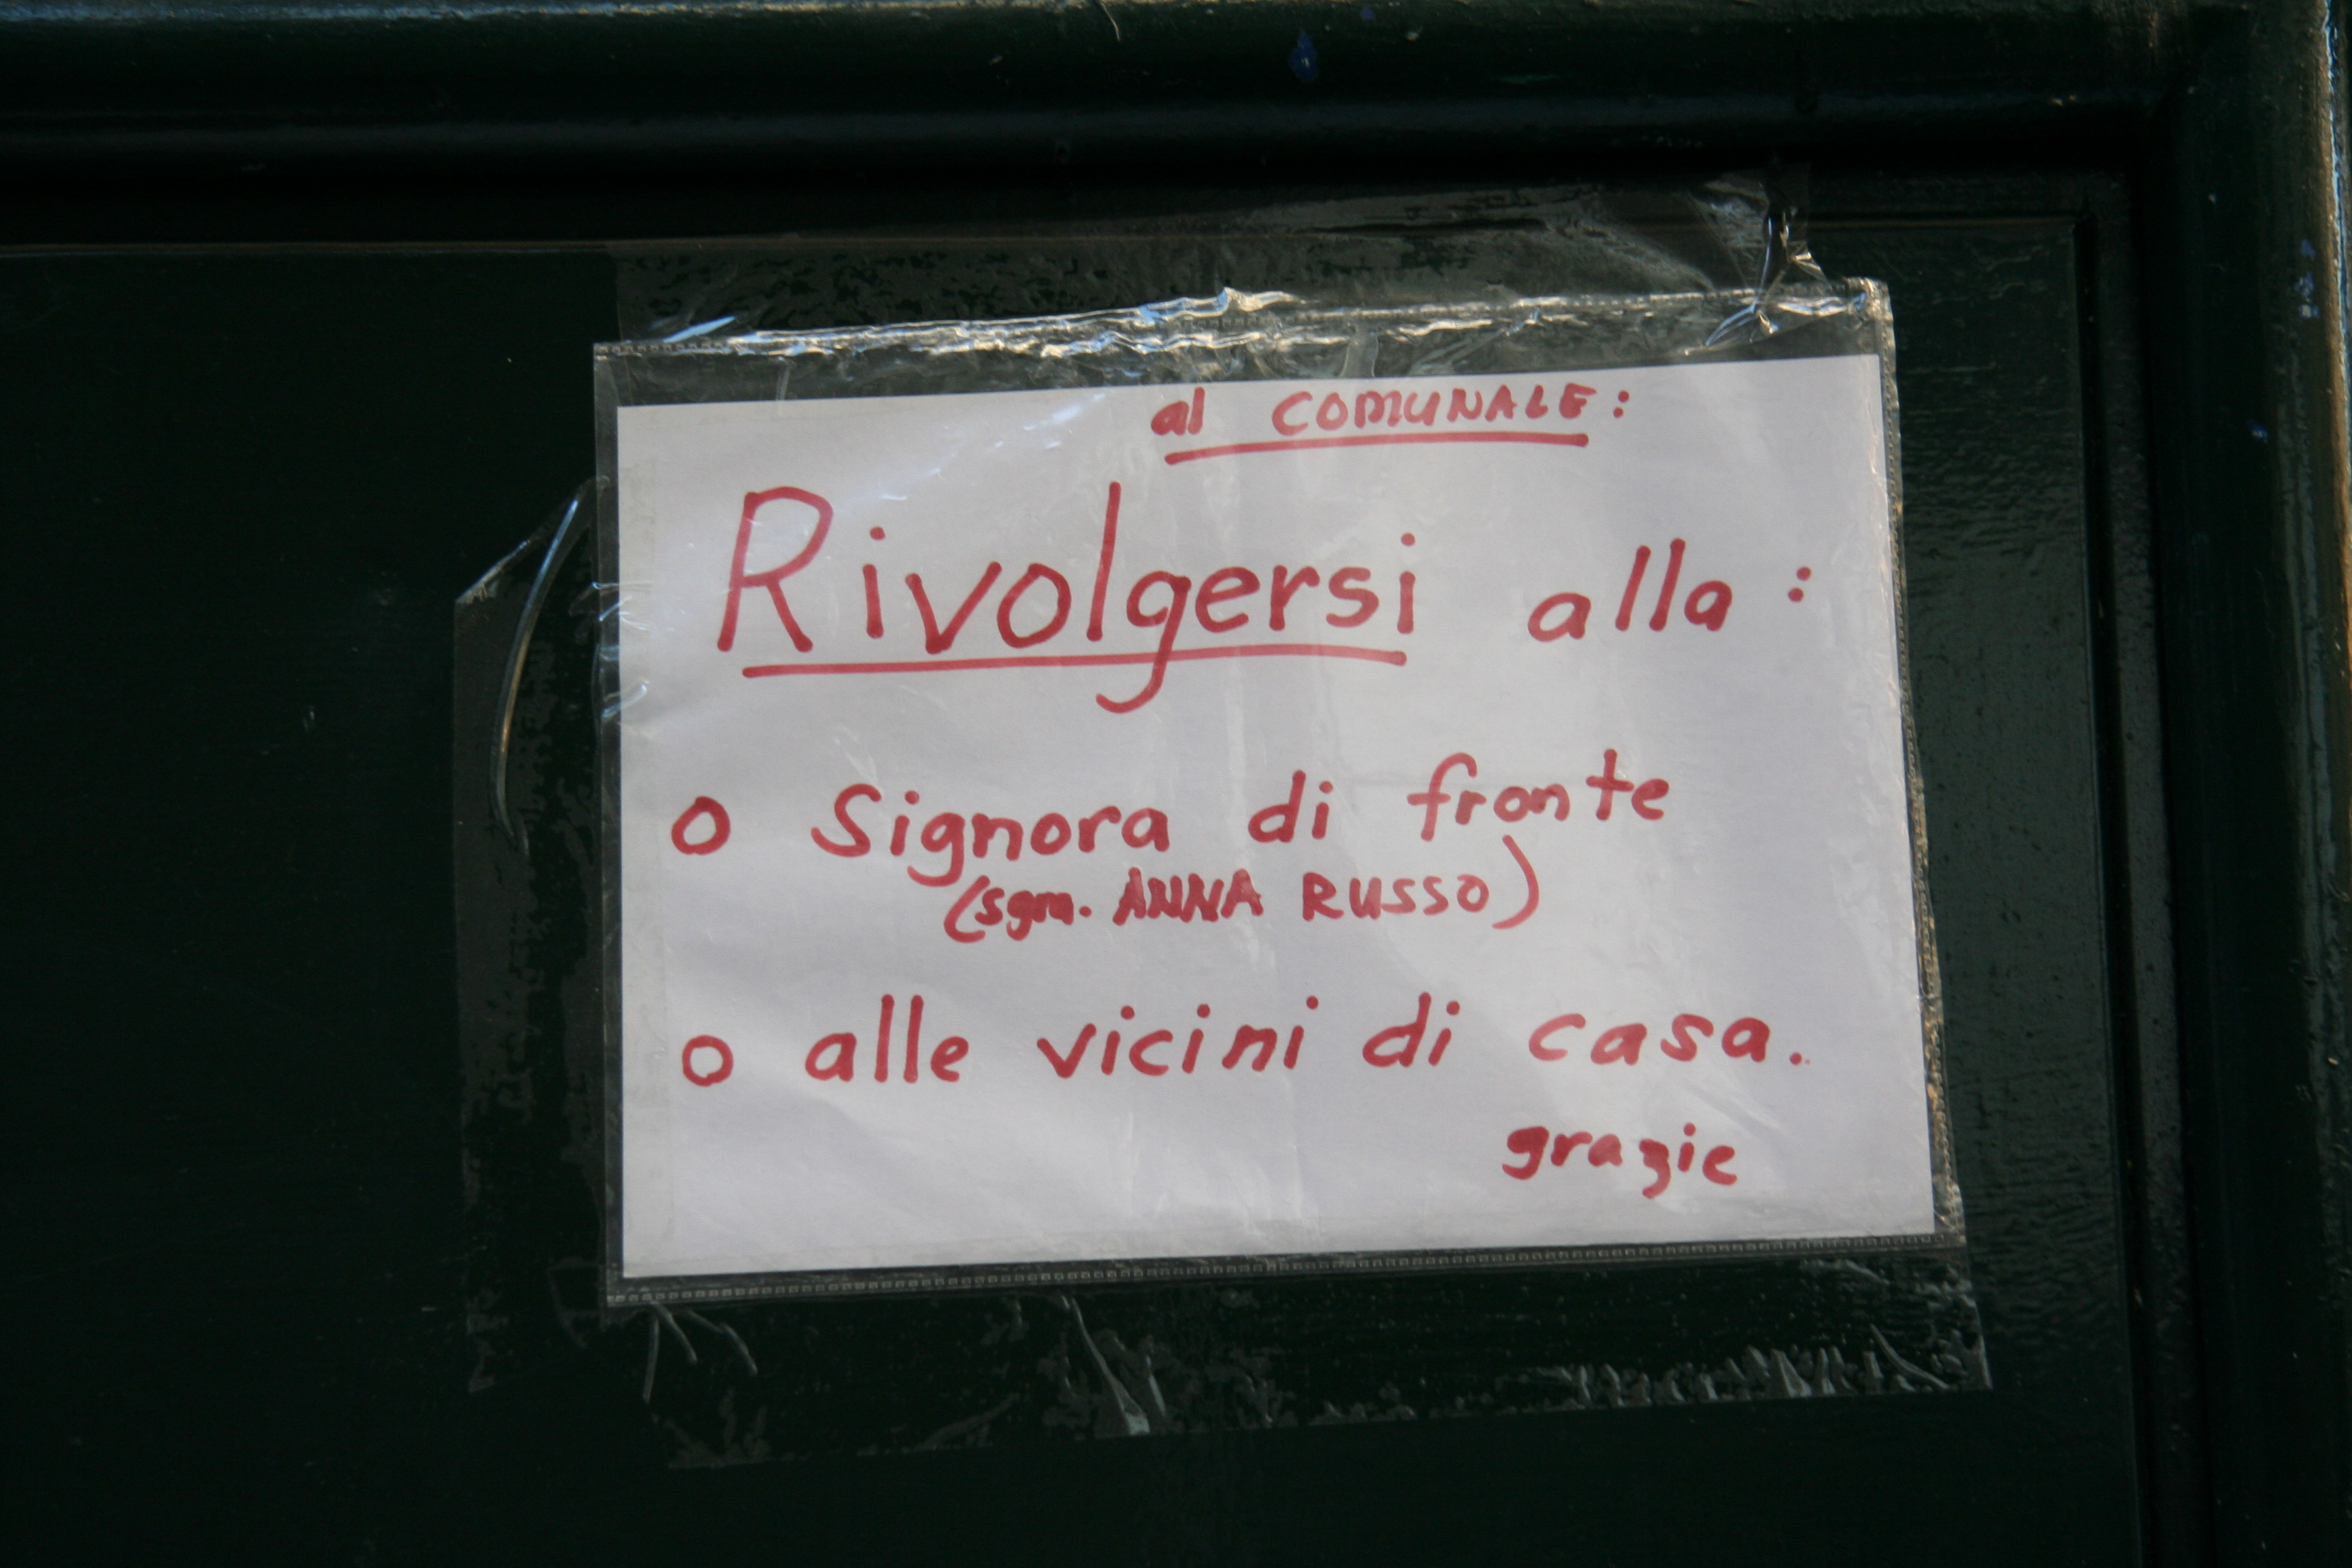 al COMUNALE:
Rivolgersi alla:
o Signora di fronte
(sgra. ANNA RUSSO)
o alle vicini di casa.
grazie